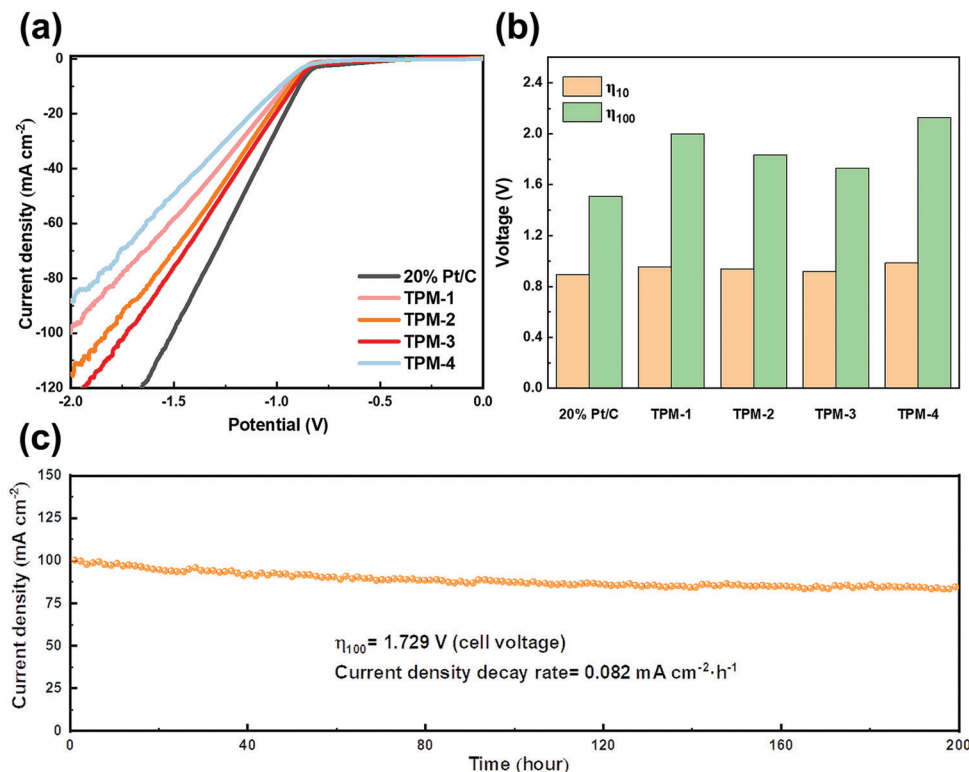 (a)
0
-20
-40
-60
-80
-100
-120
Current density (mA cm⁻²)
20% Pt/C
TPM-1
TPM-2
TPM-3
TPM-4
-2.0 -1.5 -1.0 -0.5 0.0
Potential (V)
(b)
2.4
2.0
1.6
1.2
0.8
0.4
0.0
Voltage (V)
η₁₀
η₁₀₀
20% Pt/C TPM-1 TPM-2 TPM-3 TPM-4
(c)
150
125
100
75
50
25
0
Current density (mA cm⁻²)
η₁₀₀= 1.729 V (cell voltage)
Current density decay rate= 0.082 mA cm⁻²·h⁻¹
0 40 80 120 160 200
Time (hour)